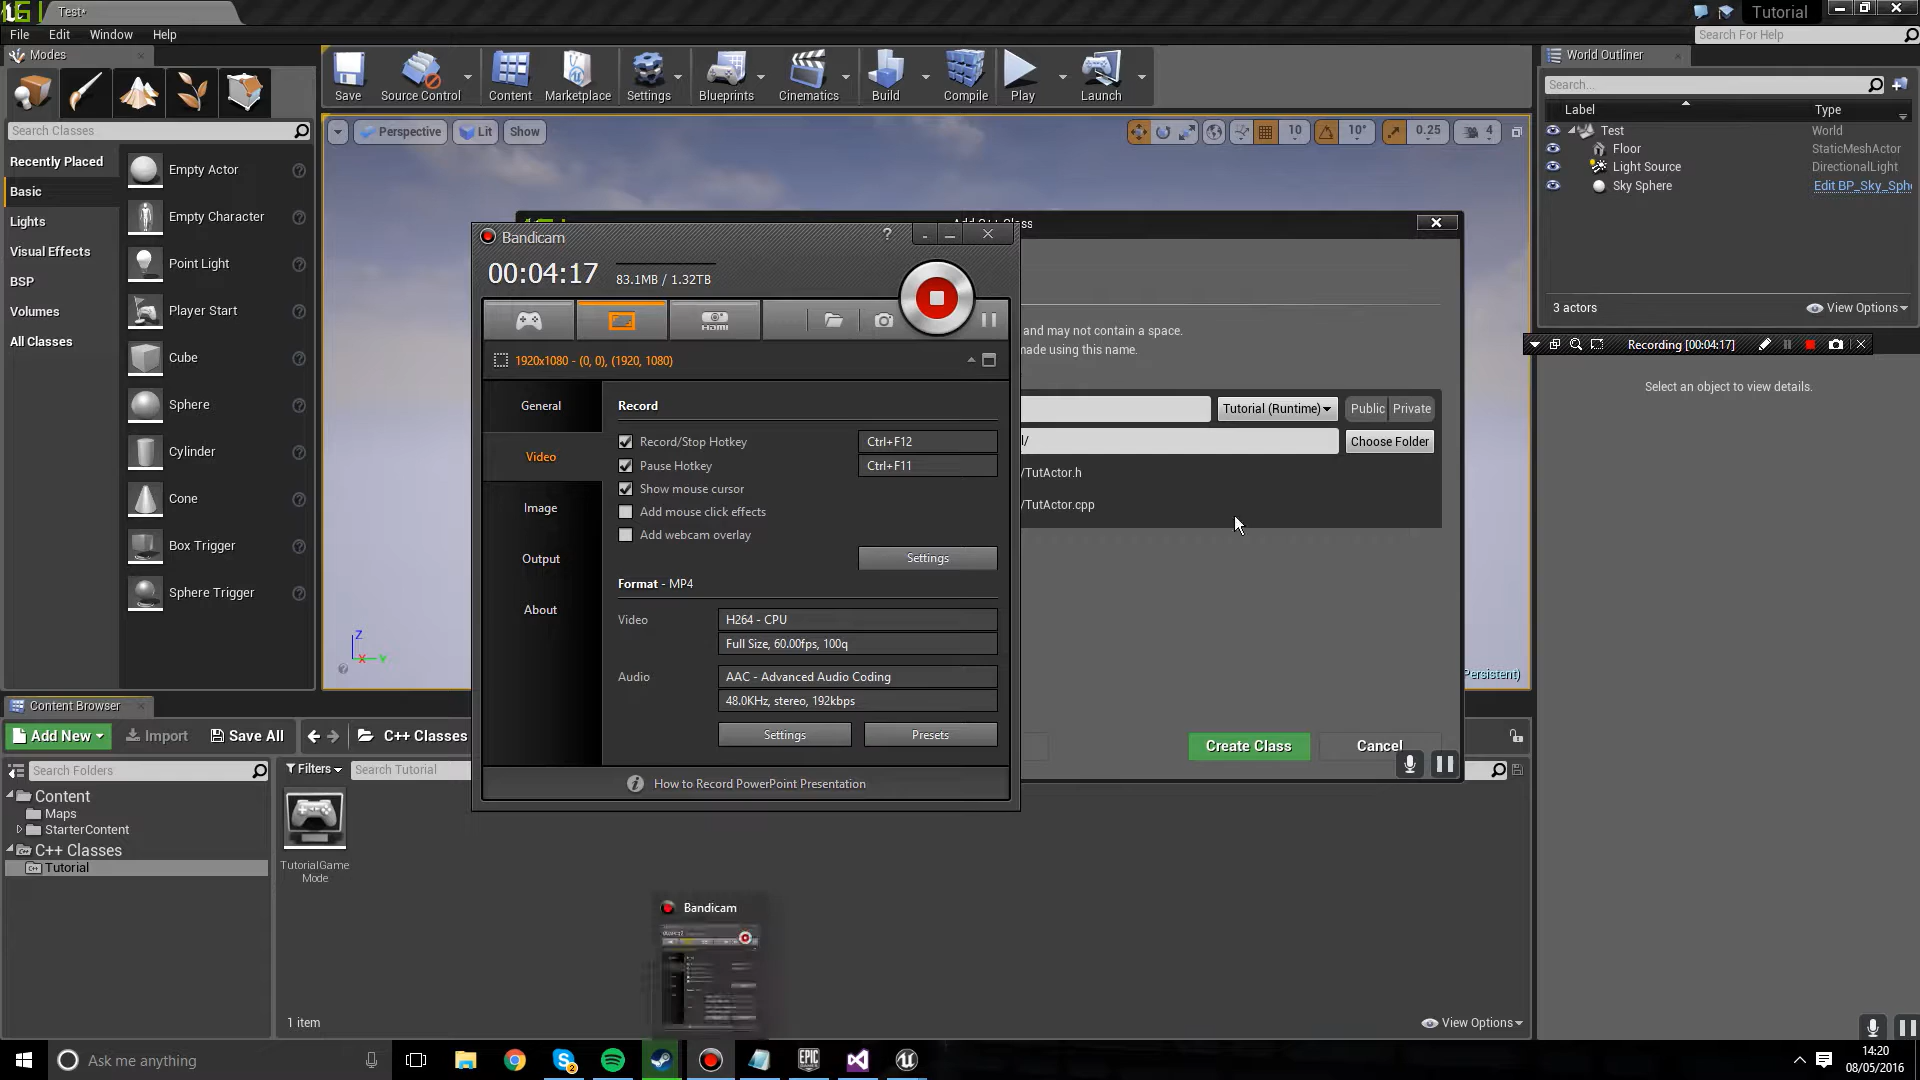 Test*
Tutorial
File Edit Window Help
Search For Help
Modes
World Outliner
Save
Source Control
Content
Marketplace
Settings
Blueprints
Cinematics
Build
Compile
Play
Launch
Search...
Label Type
Search Classes
Perspective Lit Show
10 10° 0.25 4
Test World
Floor StaticMeshActor
Light Source DirectionalLight
Sky Sphere Edit BP_Sky_Sph
3 actors
View Options
Recently Placed
Basic
Lights
Visual Effects
BSP
Volumes
All Classes
Empty Actor
Empty Character
Point Light
Player Start
Cube
Sphere
Cylinder
Cone
Box Trigger
Sphere Trigger
Z
X
Y
Bandicam
00:04:17
83.1MB / 1.32TB
HDMI
1920x1080 - (0, 0), (1920, 1080)
General
Video
Image
Output
About
Record
Record/Stop Hotkey Ctrl+F12
Pause Hotkey Ctrl+F11
Show mouse cursor
Add mouse click effects
Add webcam overlay
Settings
Format - MP4
Video H264 - CPU
Full Size, 60.00fps, 100q
Audio AAC - Advanced Audio Coding
48.0KHz, stereo, 192kbps
Settings Presets
How to Record PowerPoint Presentation
and may not contain a space.
made using this name.
Tutorial (Runtime) Public Private
l/ Choose Folder
/TutActor.h
/TutActor.cpp
Persistent)
Create Class Cancel
Recording [00:04:17]
Select an object to view details.
Content Browser
Add New Import Save All C++ Classes
Search Folders
Filters Search Tutorial
Content
Maps
StarterContent
C++ Classes
Tutorial
TutorialGame
Mode
Bandicam
1 item
View Options
Ask me anything
2
EPIC
GAMES
14:20
08/05/2016